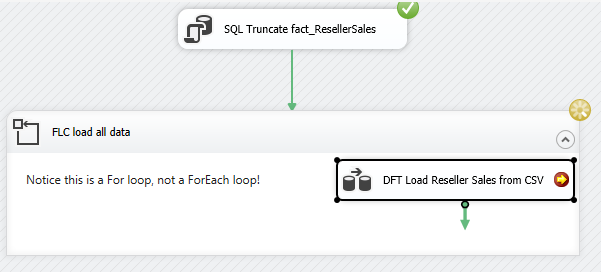 SQL Truncate fact_ResellerSales
FLC load all data
Notice this is a For loop, not a ForEach loop!
DFT Load Reseller Sales from CSV